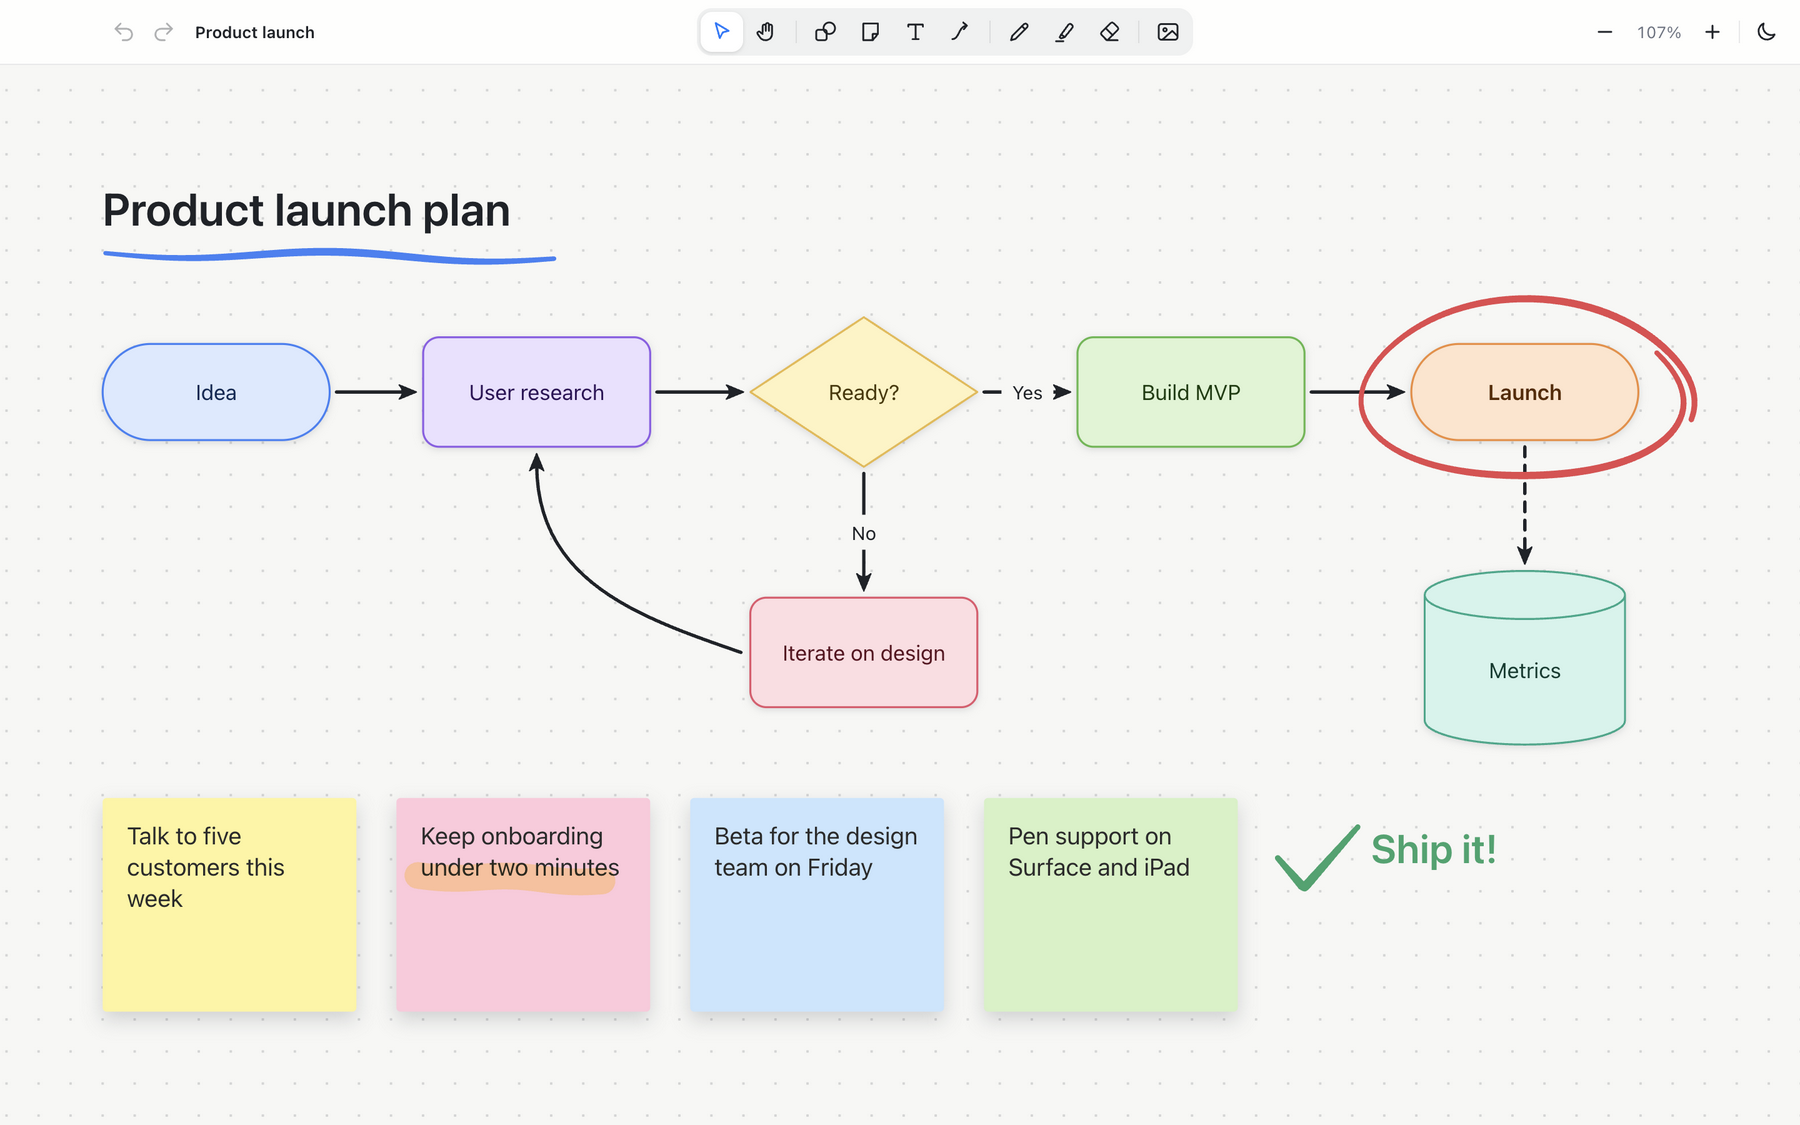 Product launch
107%
Product launch plan
Idea
User research
Ready?
Yes
Build MVP
Launch
No
Iterate on design
Metrics
Talk to five
customers this
week
Keep onboarding
under two minutes
Beta for the design
team on Friday
Pen support on
Surface and iPad
Ship it!